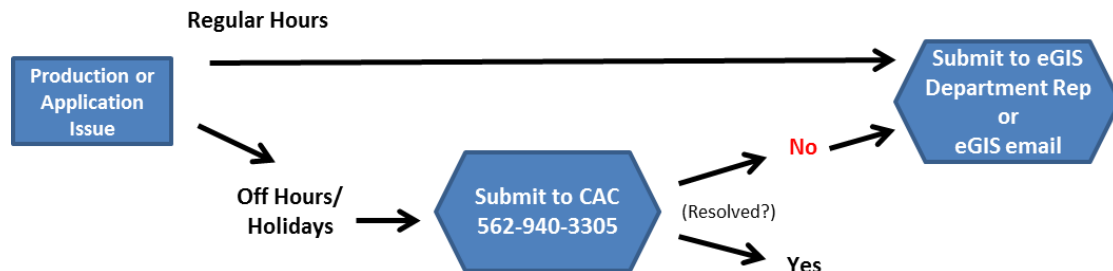 Regular Hours
Production or
Application
Issue
Submit to eGIS
Department Rep
or
eGIS email
No
Off Hours/
Holidays
Submit to CAC
562-940-3305
(Resolved?)
Yes